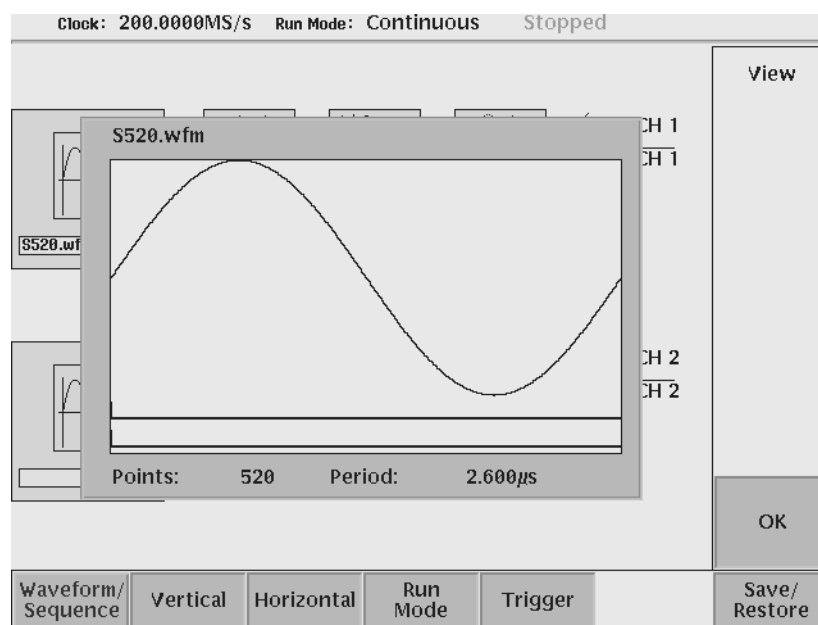 Clock: 200.0000MS/s Run Mode: Continuous Stopped
View
CH 1
CH 1
S520.wfm
S520.wf
CH 2
CH 2
Points: 520 Period: 2.600µs
OK
Waveform/
Sequence
Vertical
Horizontal
Run
Mode
Trigger
Save/
Restore